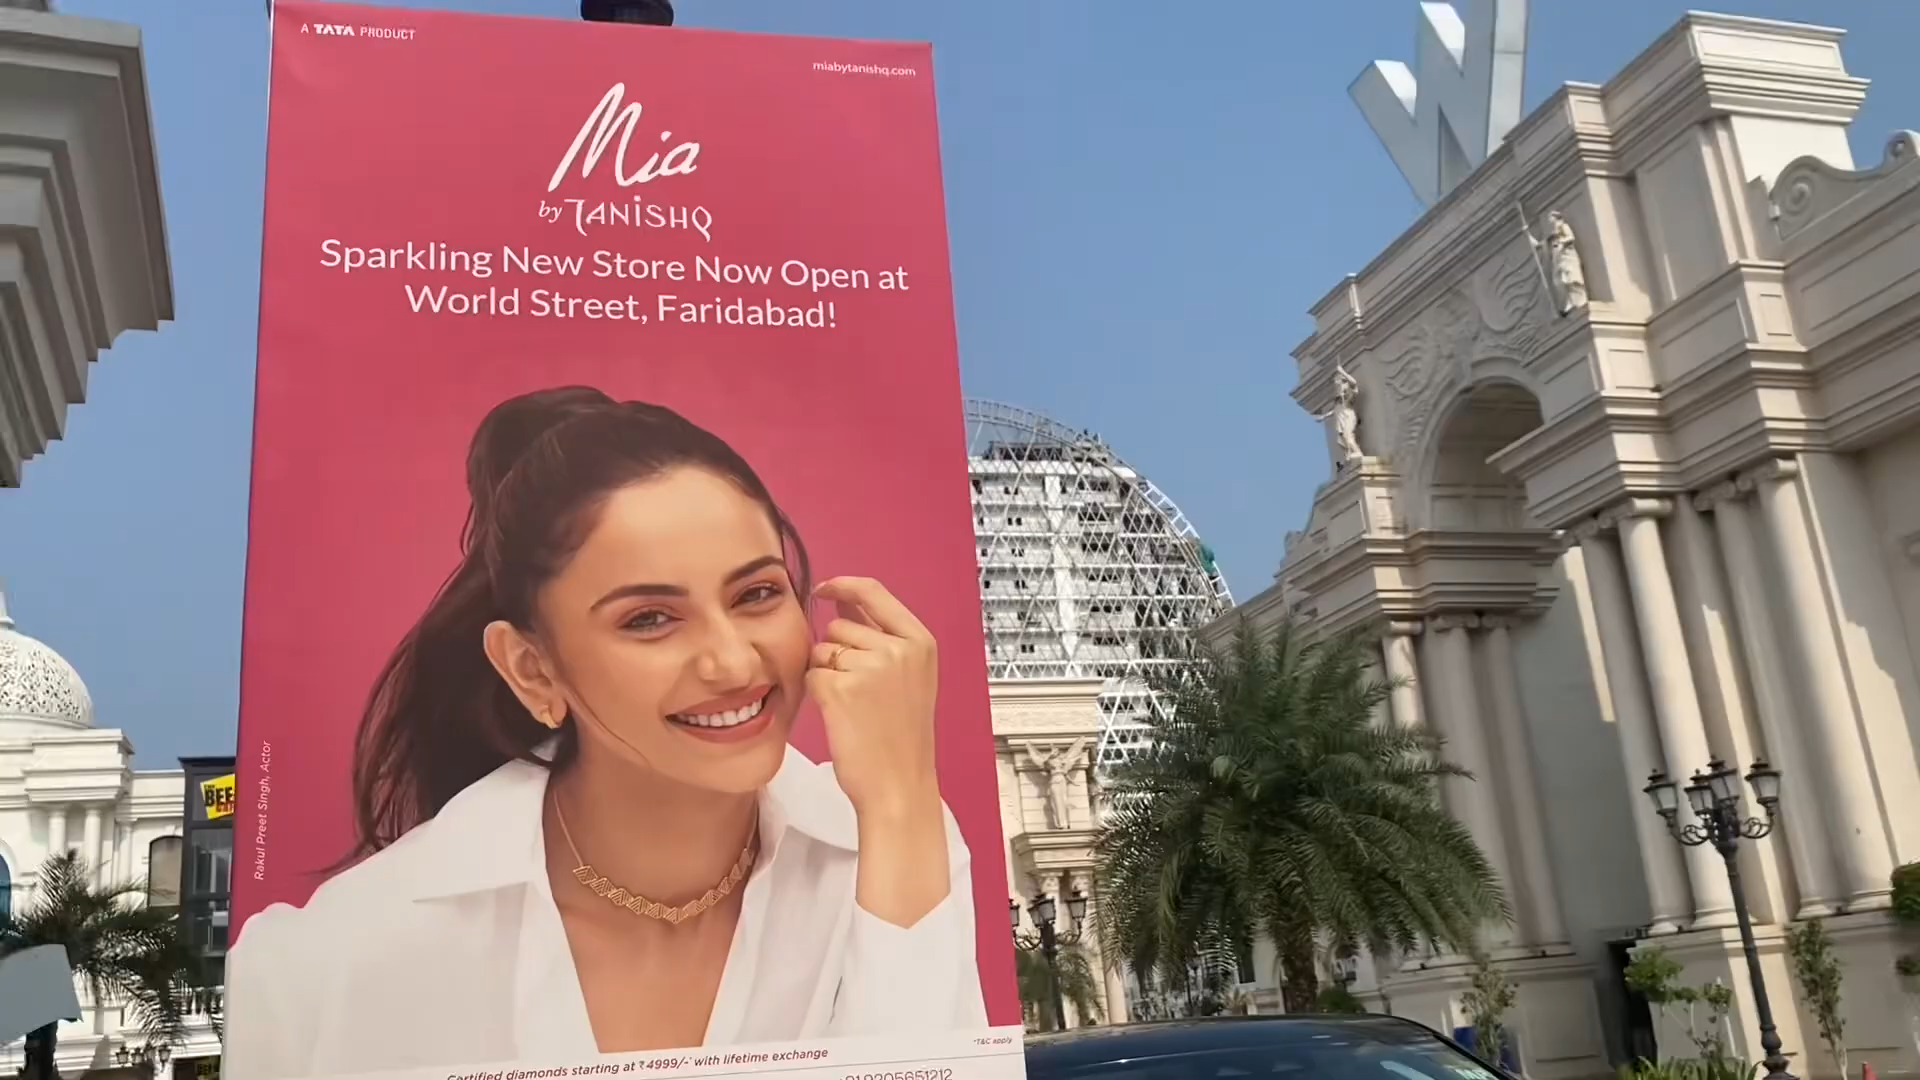 A TATA PRODUCT
miabytanishq.com
Mia
by TANISHQ
Sparkling New Store Now Open at
World Street, Faridabad!
Rakul Preet Singh, Actor
*T&C apply
Certified diamonds starting at ₹4999/-* with lifetime exchange
W